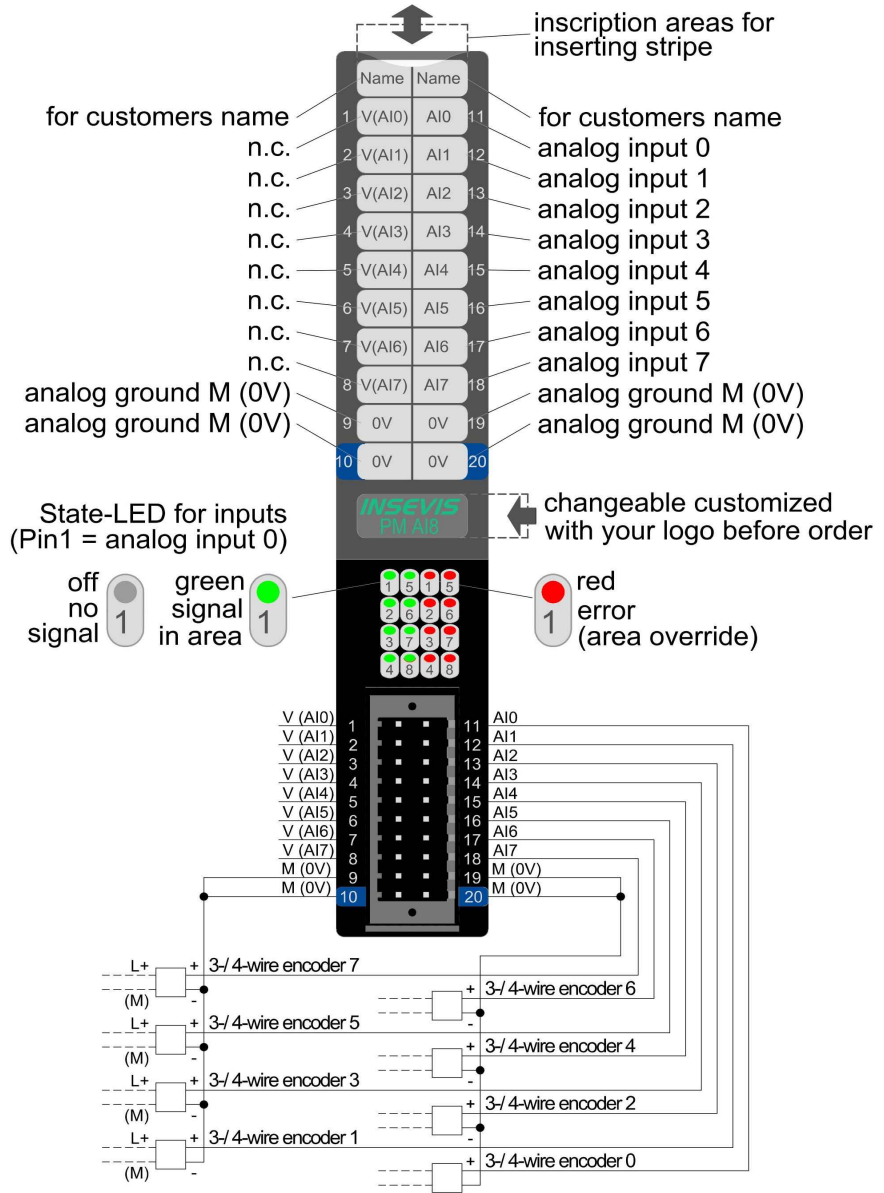 inscription areas for
inserting stripe
Name Name
for customers name
for customers name
1 V(AI0) AI0 11
n.c.
analog input 0
2 V(AI1) AI1 12
n.c.
analog input 1
3 V(AI2) AI2 13
n.c.
analog input 2
4 V(AI3) AI3 14
n.c.
analog input 3
5 V(AI4) AI4 15
n.c.
analog input 4
6 V(AI5) AI5 16
n.c.
analog input 5
7 V(AI6) AI6 17
n.c.
analog input 6
8 V(AI7) AI7 18
n.c.
analog input 7
analog ground M (0V)
analog ground M (0V)
9 0V 0V 19
analog ground M (0V)
analog ground M (0V)
10 0V 0V 20
INSEVIS
PM AI8
changeable customized
with your logo before order
State-LED for inputs
(Pin1 = analog input 0)
off
no
signal
1
green
signal
in area
1
1 5 1 5
2 6 2 6
3 7 3 7
4 8 4 8
1
red
error
(area override)
V (AI0) 1 11 AI0
V (AI1) 2 12 AI1
V (AI2) 3 13 AI2
V (AI3) 4 14 AI3
V (AI4) 5 15 AI4
V (AI5) 6 16 AI5
V (AI6) 7 17 AI6
V (AI7) 8 18 AI7
M (0V) 9 19 M (0V)
M (0V) 10 20 M (0V)
L+ + 3-/ 4-wire encoder 7
(M) -
+ 3-/ 4-wire encoder 6
-
L+ + 3-/ 4-wire encoder 5
(M) -
+ 3-/ 4-wire encoder 4
-
L+ + 3-/ 4-wire encoder 3
(M) -
+ 3-/ 4-wire encoder 2
-
L+ + 3-/ 4-wire encoder 1
(M) -
+ 3-/ 4-wire encoder 0